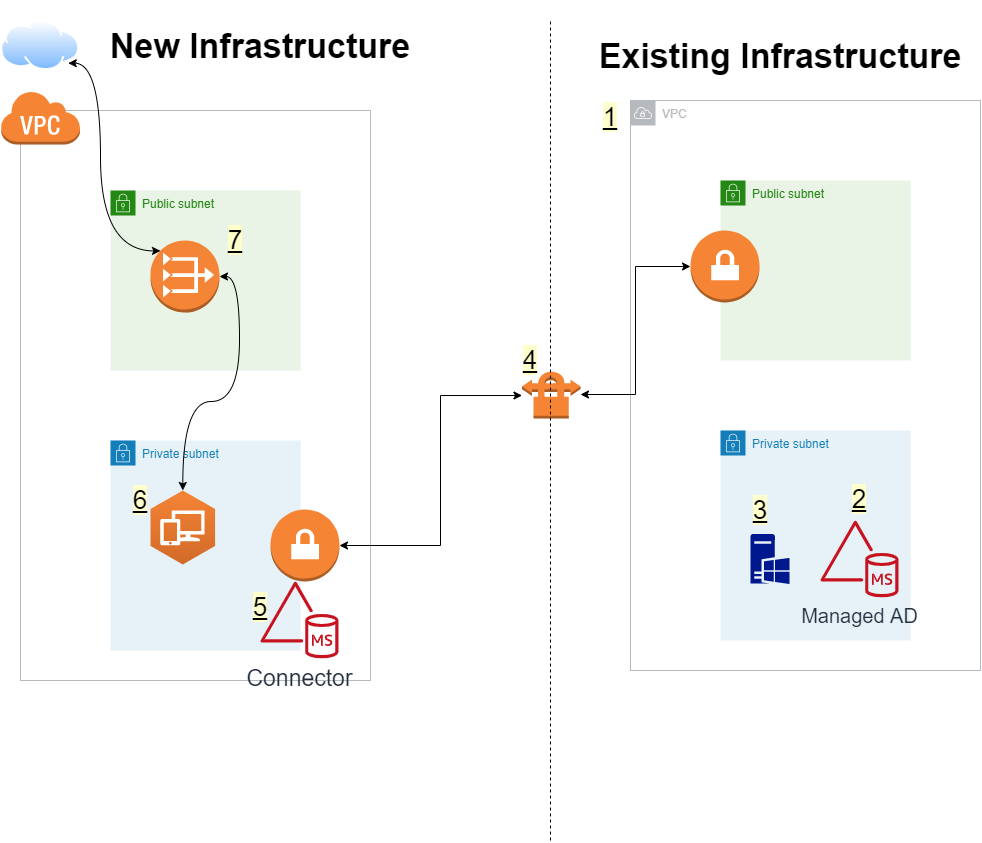 New Infrastructure
Existing Infrastructure
VPC
1
VPC
Public subnet
7
Public subnet
4
Private subnet
6
5
MS
Connector
Private subnet
3
2
MS
Managed AD